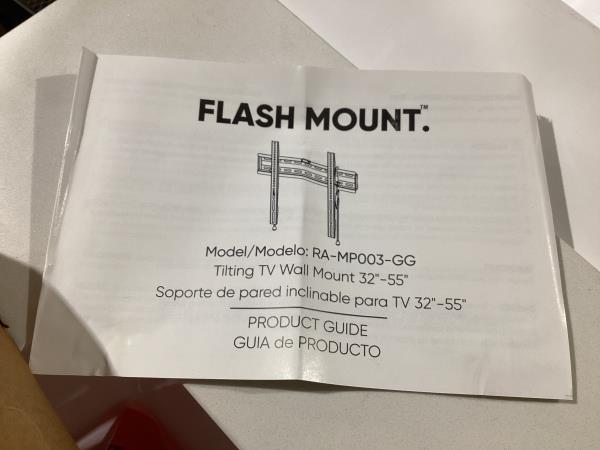 FLASH MOUNT.™
Model/Modelo: RA-MP003-GG
Tilting TV Wall Mount 32"-55"
Soporte de pared inclinable para TV 32"-55"
PRODUCT GUIDE
GUIA de PRODUCTO